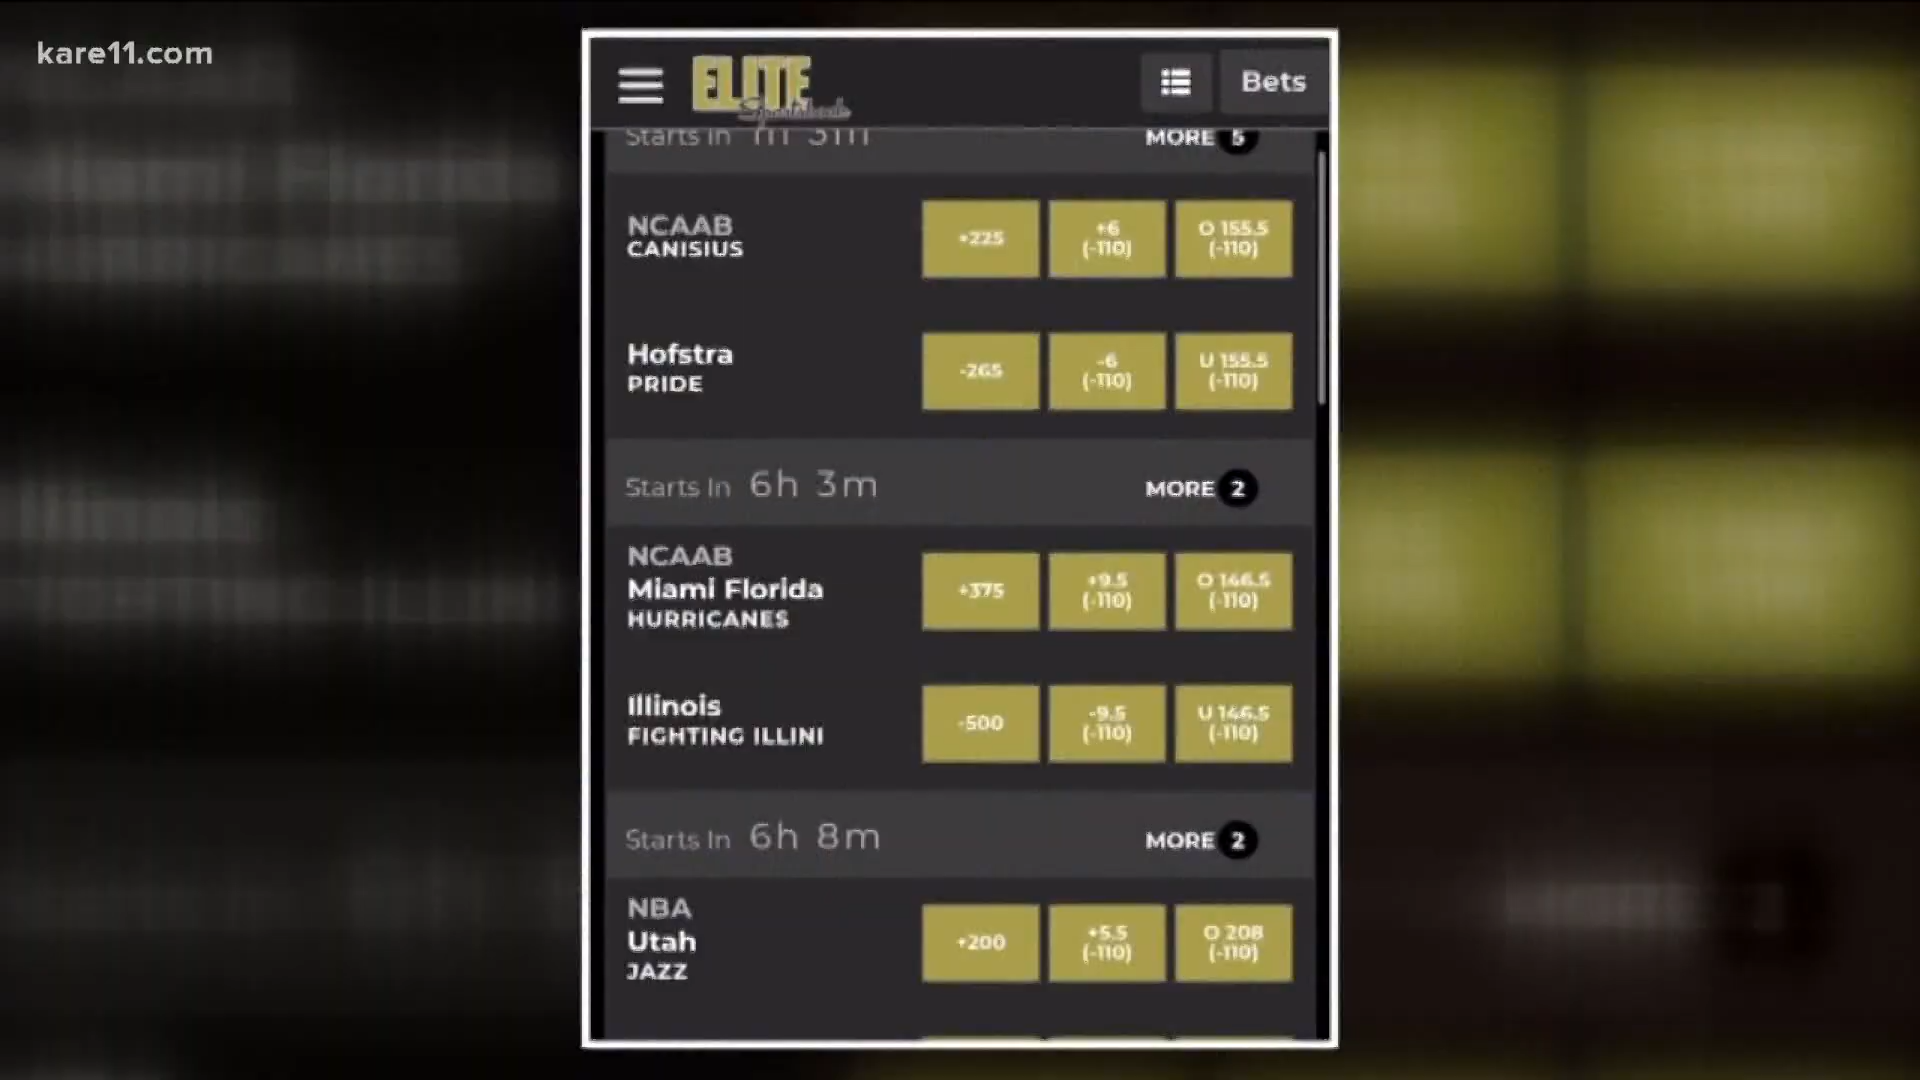 kare11.com
ELITE
Sportsbook
Bets
Starts In
MORE 5
NCAAB
CANISIUS
+225
+6
(-110)
O 155.5
(-110)
Hofstra
PRIDE
-265
-6
(-110)
U 155.5
(-110)
Starts In 6h 3m
MORE 2
NCAAB
Miami Florida
HURRICANES
+375
+9.5
(-110)
O 146.5
(-110)
Illinois
FIGHTING ILLINI
-500
-9.5
(-110)
U 146.5
(-110)
Starts In 6h 8m
MORE 2
NBA
Utah
JAZZ
+200
+5.5
(-110)
O 208
(-110)